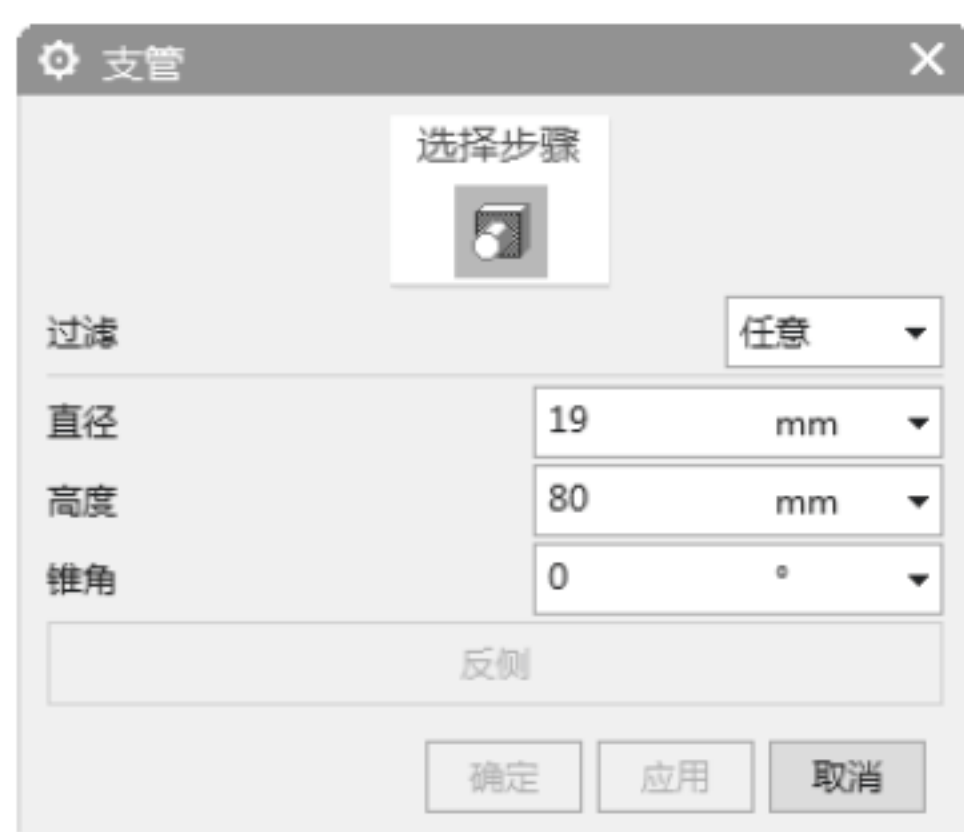 支管
选择步骤
过滤 任意
直径 19 mm
高度 80 mm
锥角 0 °
反侧
确定 应用 取消